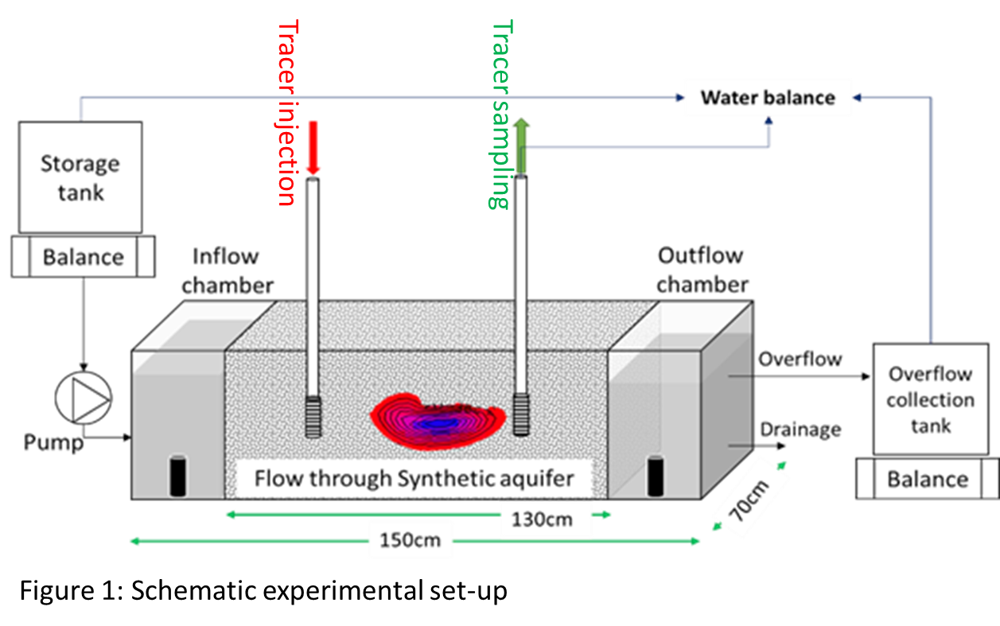 Tracer injection
Tracer sampling
Water balance
Storage
tank
Balance
Inflow
chamber
Outflow
chamber
Pump
Overflow
Drainage
Overflow
collection
tank
Balance
Flow through Synthetic aquifer
130cm
150cm
70cm
Figure 1: Schematic experimental set-up